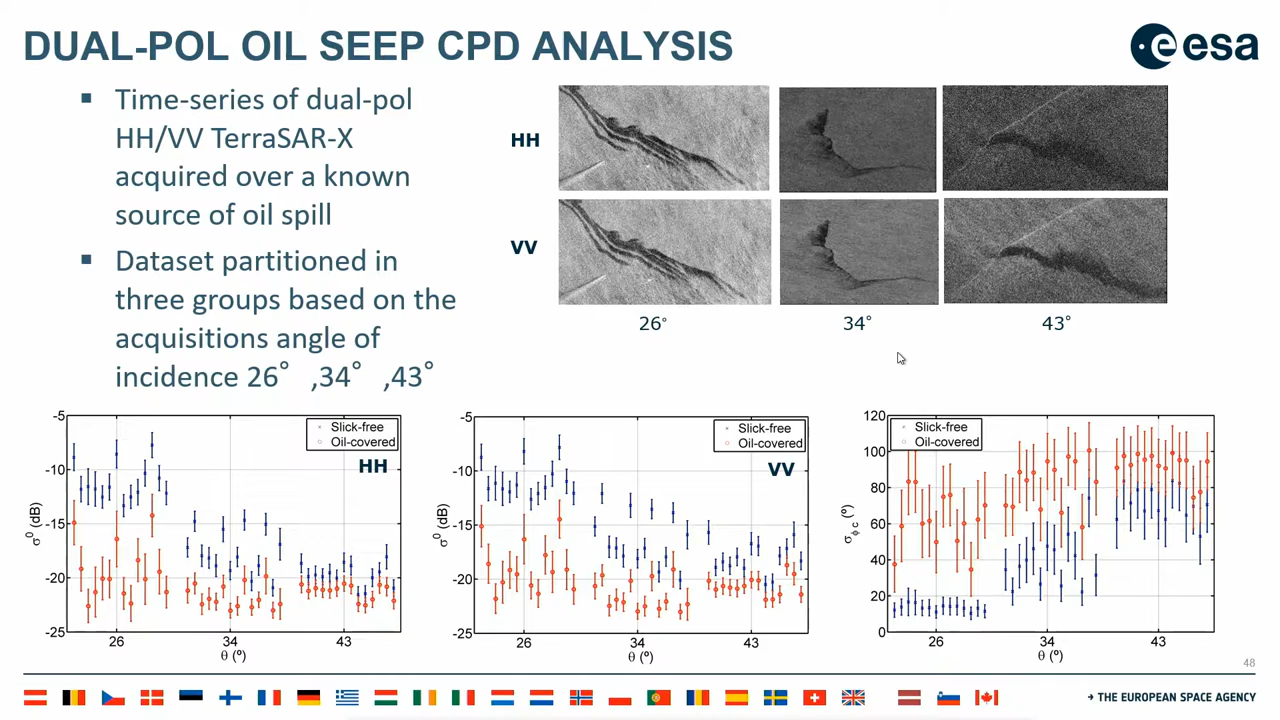 DUAL-POL OIL SEEP CPD ANALYSIS
esa
▪ Time-series of dual-pol
HH/VV TerraSAR-X
acquired over a known
source of oil spill
▪ Dataset partitioned in
three groups based on the
acquisitions angle of
incidence 26° ,34° ,43°
HH
VV
26° 34° 43°
-5
-10
-15
-20
-25
σ⁰ (dB)
Slick-free
Oil-covered
HH
26 34 43
θ (º)
-5
-10
-15
-20
-25
σ⁰ (dB)
Slick-free
Oil-covered
VV
26 34 43
θ (º)
120
100
80
60
40
20
0
σϕc (º)
Slick-free
Oil-covered
26 34 43
θ (º)
48
→ THE EUROPEAN SPACE AGENCY